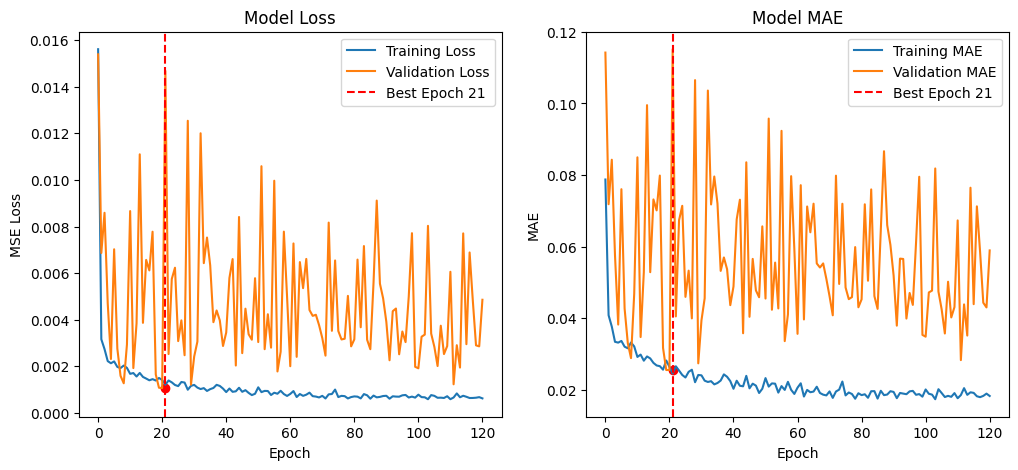 Model Loss
MSE Loss
0.016
0.014
0.012
0.010
0.008
0.006
0.004
0.002
0.000
0
20
40
60
80
100
120
Epoch
Training Loss
Validation Loss
Best Epoch 21
Model MAE
MAE
0.12
0.10
0.08
0.06
0.04
0.02
0
20
40
60
80
100
120
Epoch
Training MAE
Validation MAE
Best Epoch 21